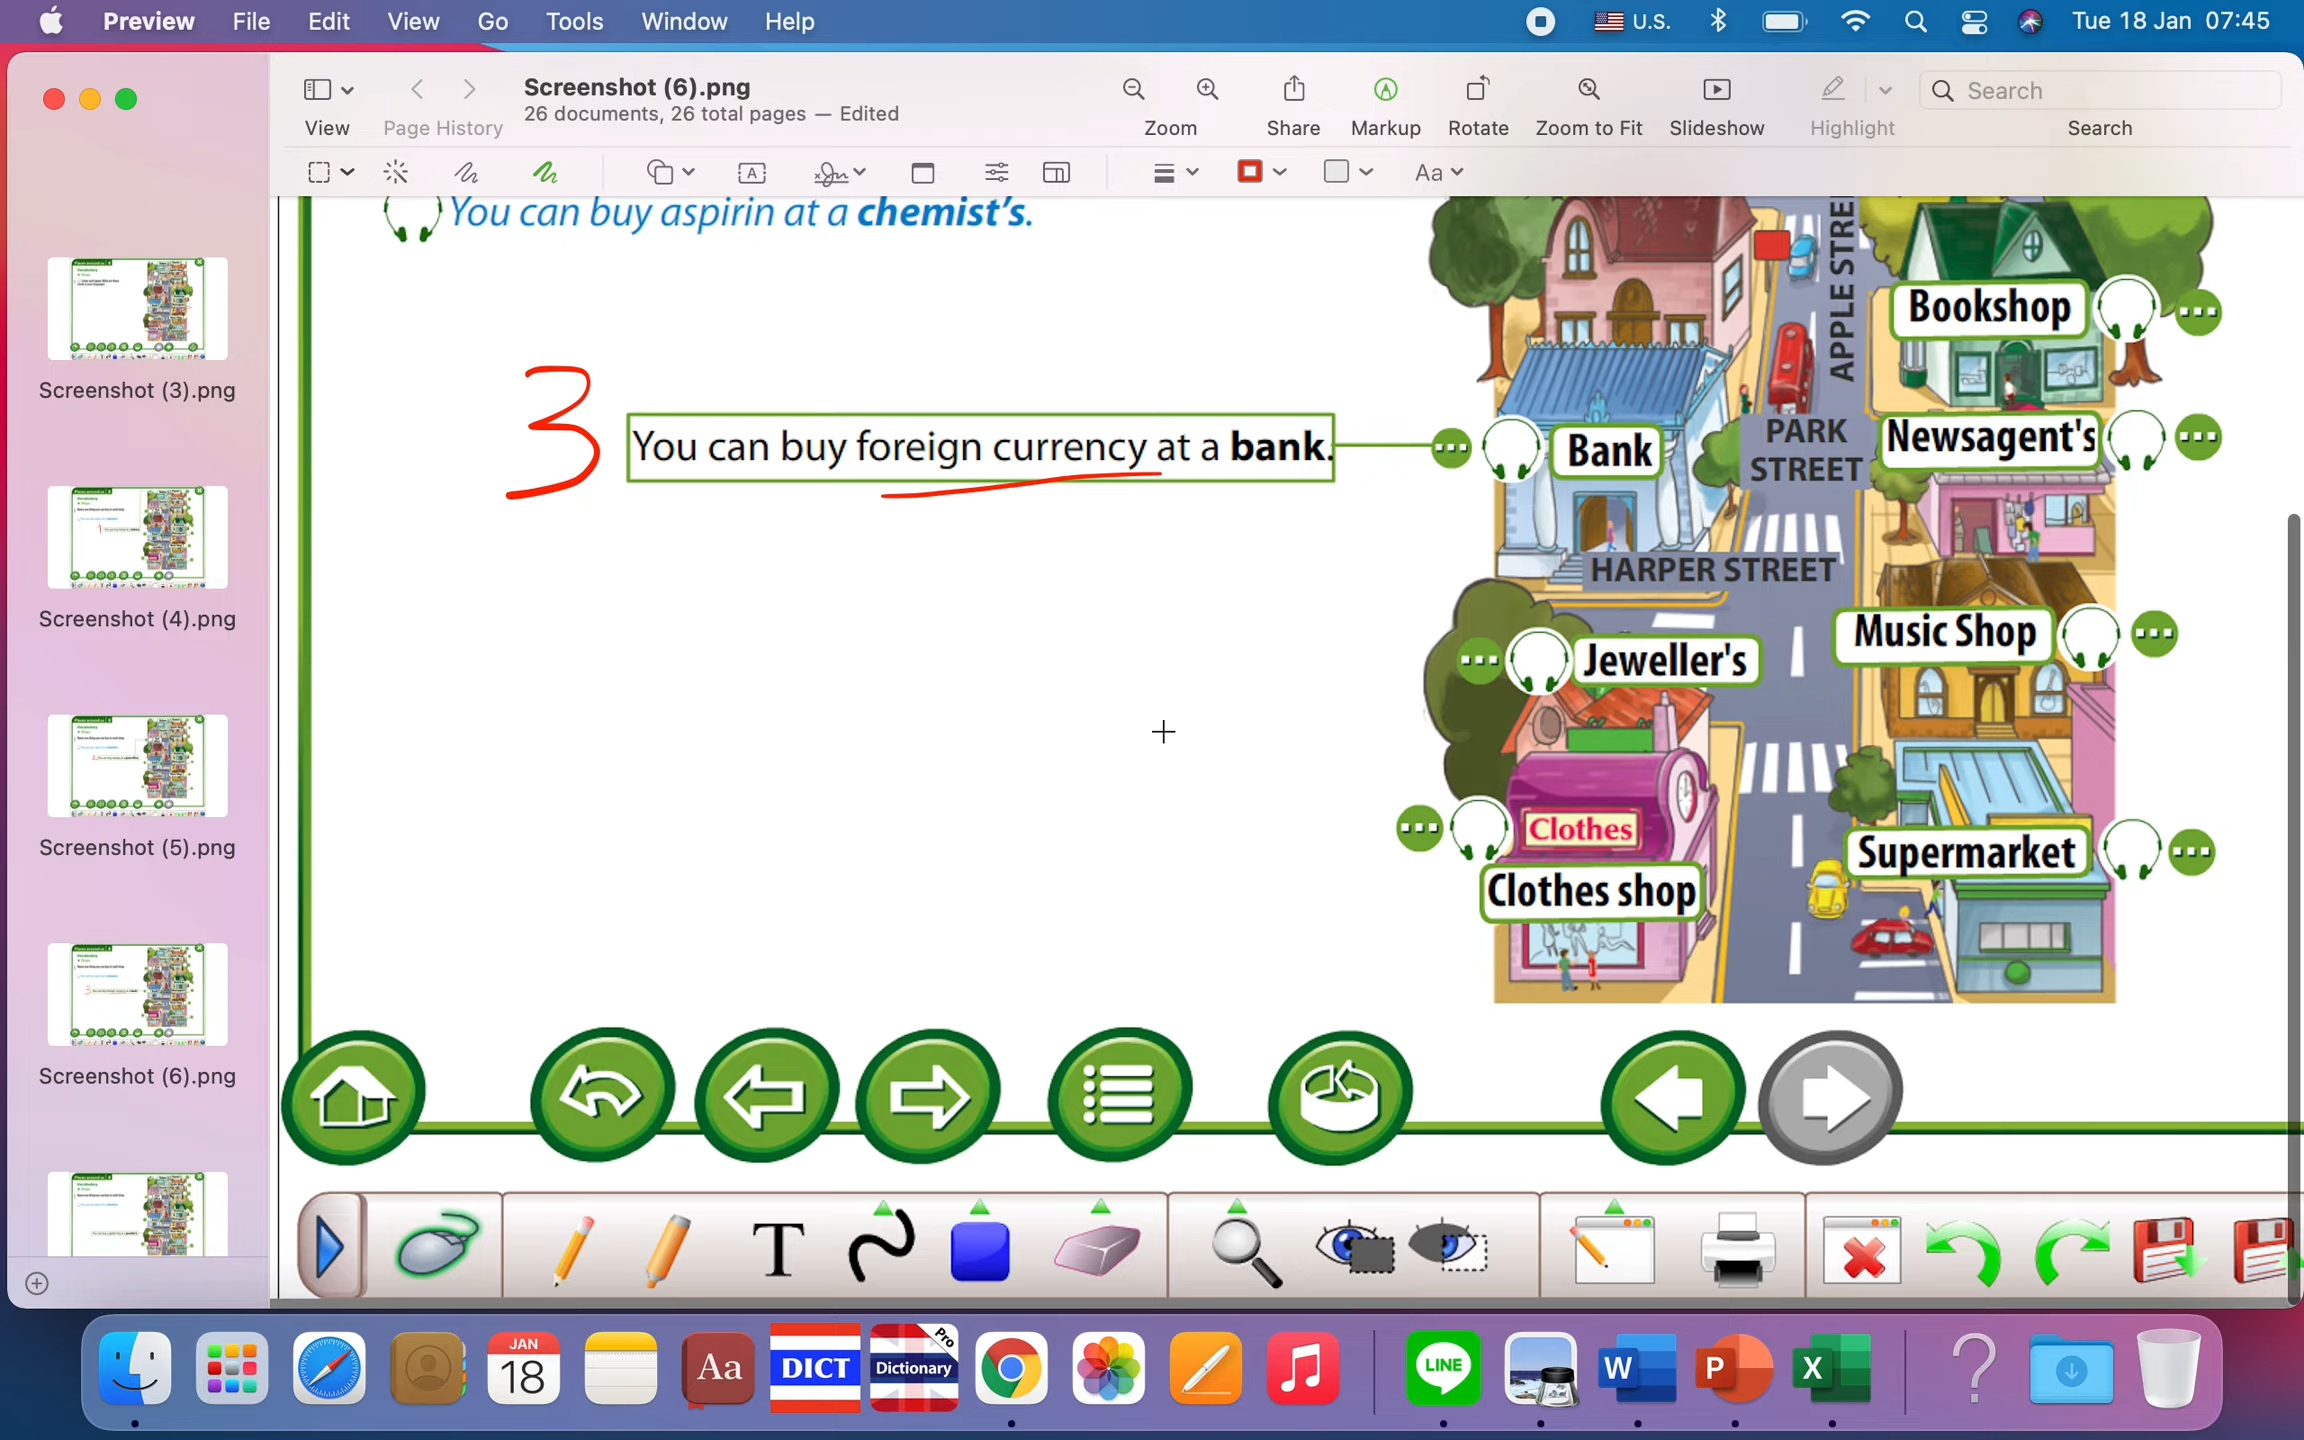 Preview File Edit View Go Tools Window Help U.S. Tue 18 Jan 07:45
Screenshot (6).png
26 documents, 26 total pages — Edited
View Page History Zoom Share Markup Rotate Zoom to Fit Slideshow Highlight Search
Search
A Aa
Screenshot (3).png
Screenshot (4).png
Screenshot (5).png
Screenshot (6).png
You can buy aspirin at a chemist's.
3 You can buy foreign currency at a bank.
APPLE STRE
Bookshop
Bank
PARK
STREET
Newsagent's
HARPER STREET
Music Shop
Jeweller's
Clothes
Clothes shop
Supermarket
T
JAN
18
Aa
DICT
Pro
Dictionary
LINE
W
P
X
?